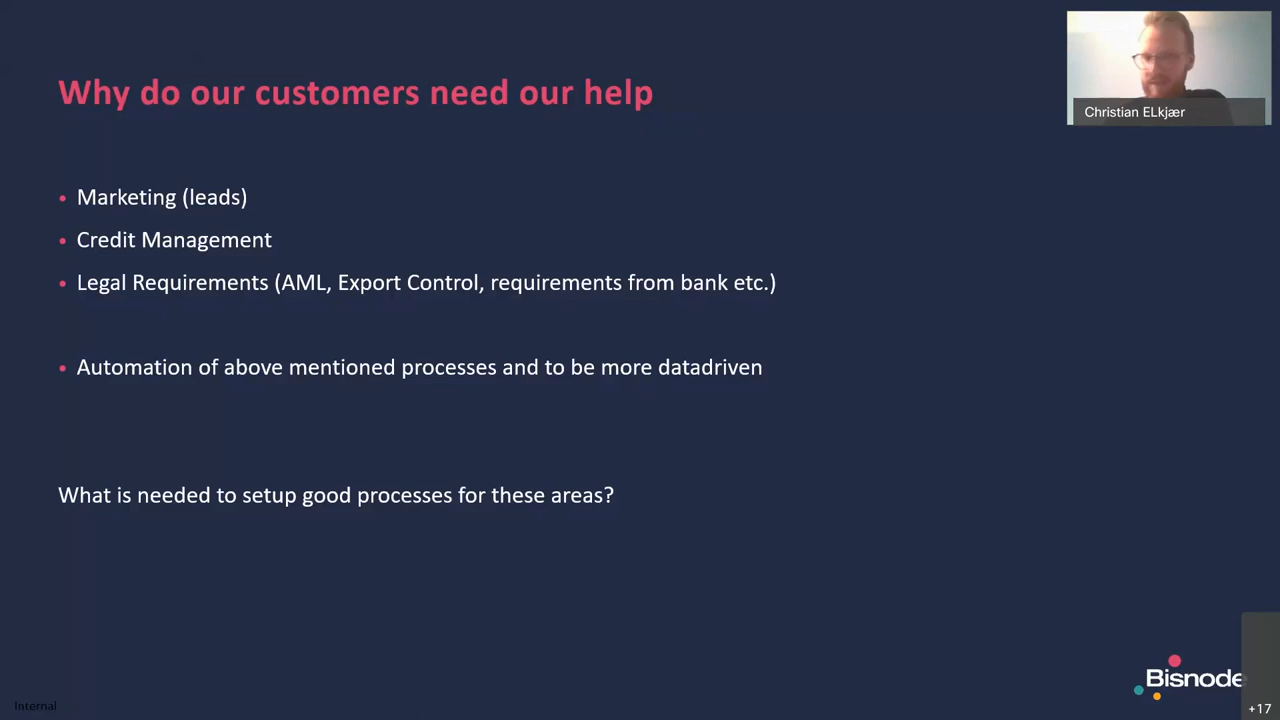 Why do our customers need our help
Christian ELkjær
• Marketing (leads)
• Credit Management
• Legal Requirements (AML, Export Control, requirements from bank etc.)
• Automation of above mentioned processes and to be more datadriven
What is needed to setup good processes for these areas?
Bisnode
Internal
+17